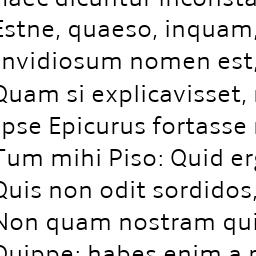 haec dicuntur inconsta
Estne, quaeso, inquam,
invidiosum nomen est,
Quam si explicavisset,
Ipse Epicurus fortasse
Tum mihi Piso: Quid erg
Quis non odit sordidos,
Non quam nostram qui
Quippe: habes enim a